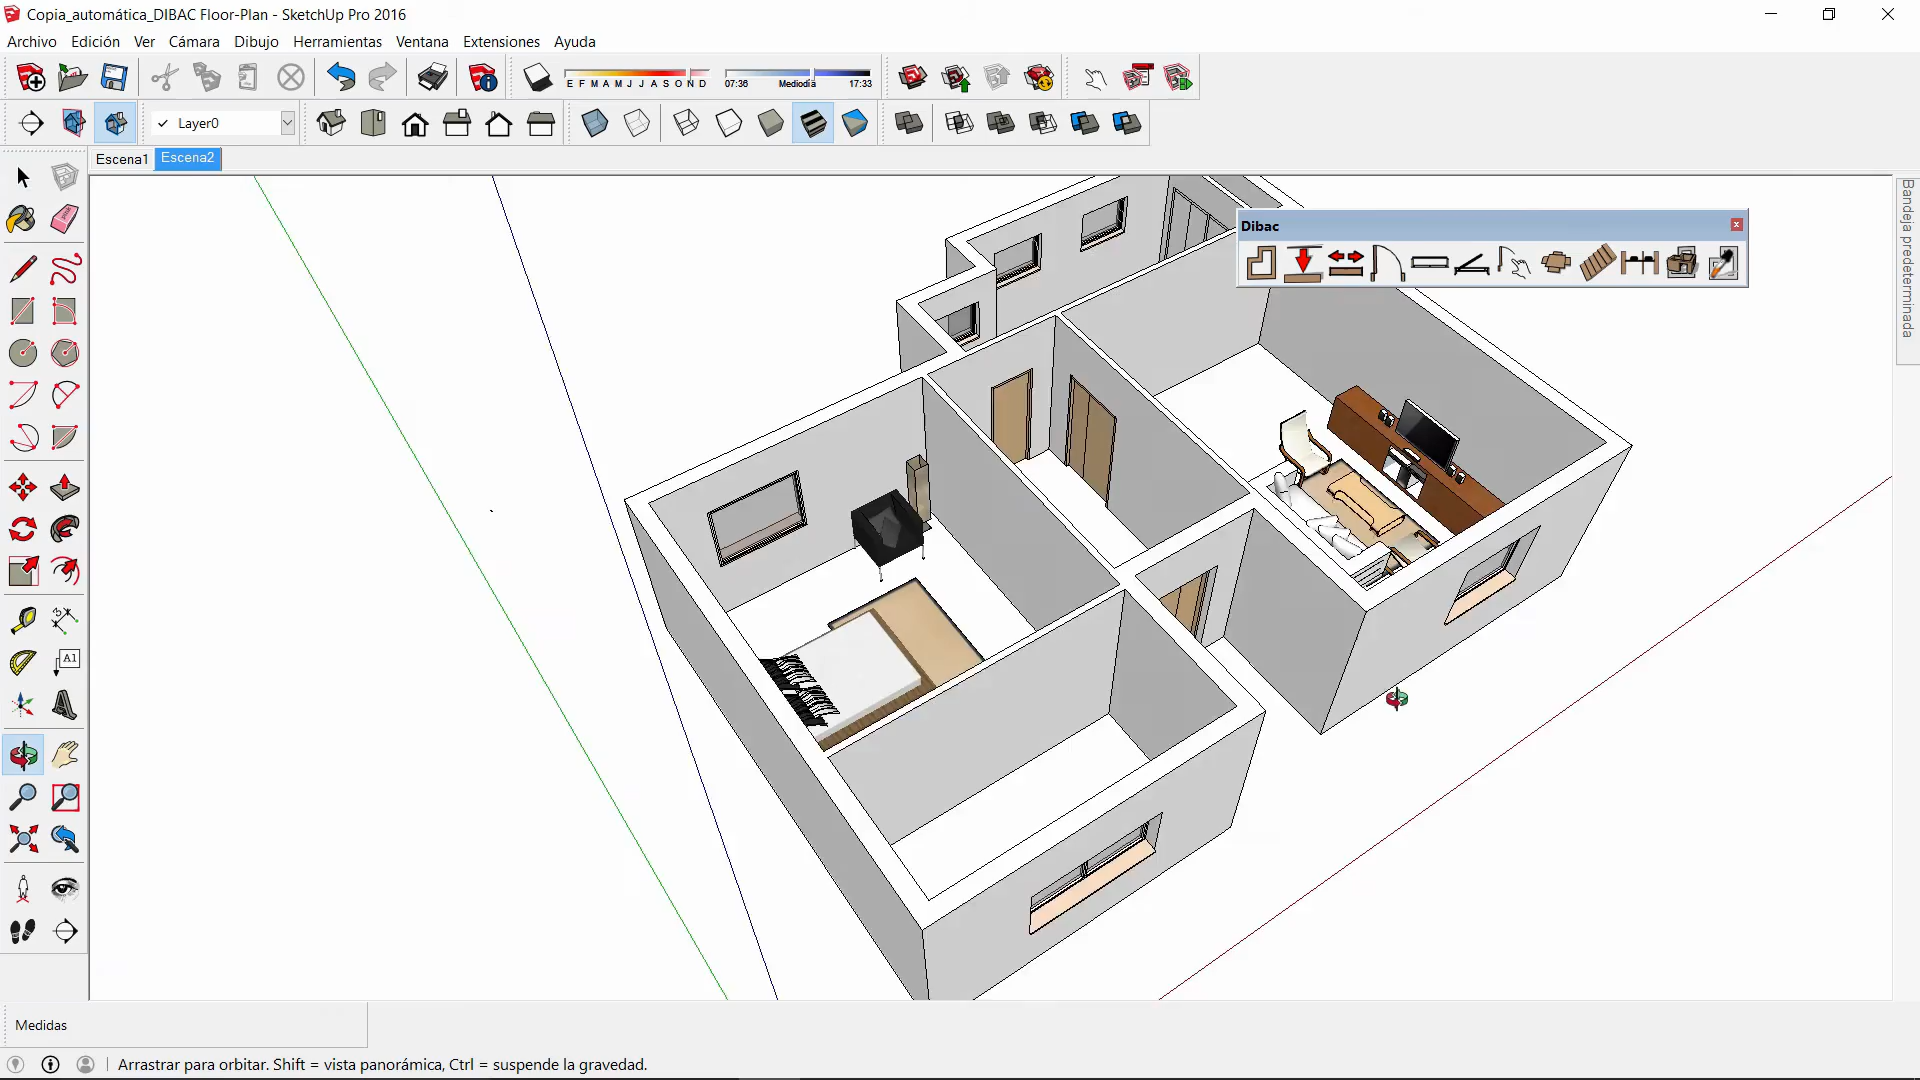 Copia_automática_DIBAC Floor-Plan - SketchUp Pro 2016
Archivo Edición Ver Cámara Dibujo Herramientas Ventana Extensiones Ayuda
E F M A M J J A S O N D
07:36 Mediodía 17:33
Layer0
Escena1 Escena2
Bandeja predeterminada
Dibac
A1
Medidas
Arrastrar para orbitar. Shift = vista panorámica, Ctrl = suspende la gravedad.